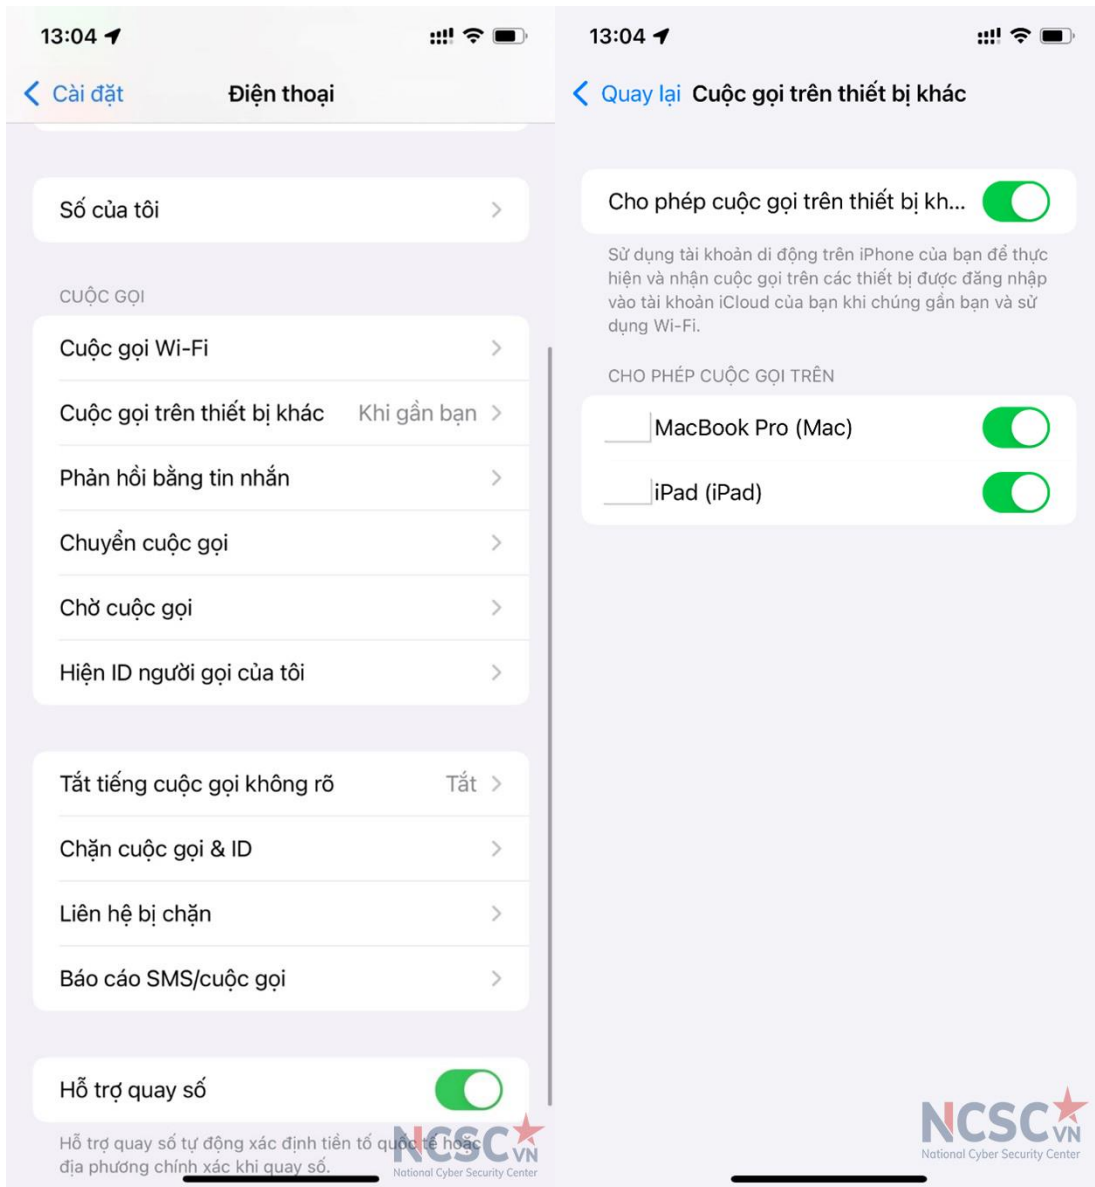 13:04
Cài đặt
Điện thoại
Số của tôi
CUỘC GỌI
Cuộc gọi Wi-Fi
Cuộc gọi trên thiết bị khác Khi gần bạn
Phản hồi bằng tin nhắn
Chuyển cuộc gọi
Chờ cuộc gọi
Hiện ID người gọi của tôi
Tắt tiếng cuộc gọi không rõ Tắt
Chặn cuộc gọi & ID
Liên hệ bị chặn
Báo cáo SMS/cuộc gọi
Hỗ trợ quay số
Hỗ trợ quay số tự động xác định tiền tố quốc tế hoặc
địa phương chính xác khi quay số.
NCSC VN
National Cyber Security Center
13:04
Quay lại Cuộc gọi trên thiết bị khác
Cho phép cuộc gọi trên thiết bị kh...
Sử dụng tài khoản di động trên iPhone của bạn để thực
hiện và nhận cuộc gọi trên các thiết bị được đăng nhập
vào tài khoản iCloud của bạn khi chúng gần bạn và sử
dụng Wi-Fi.
CHO PHÉP CUỘC GỌI TRÊN
MacBook Pro (Mac)
iPad (iPad)
NCSC VN
National Cyber Security Center